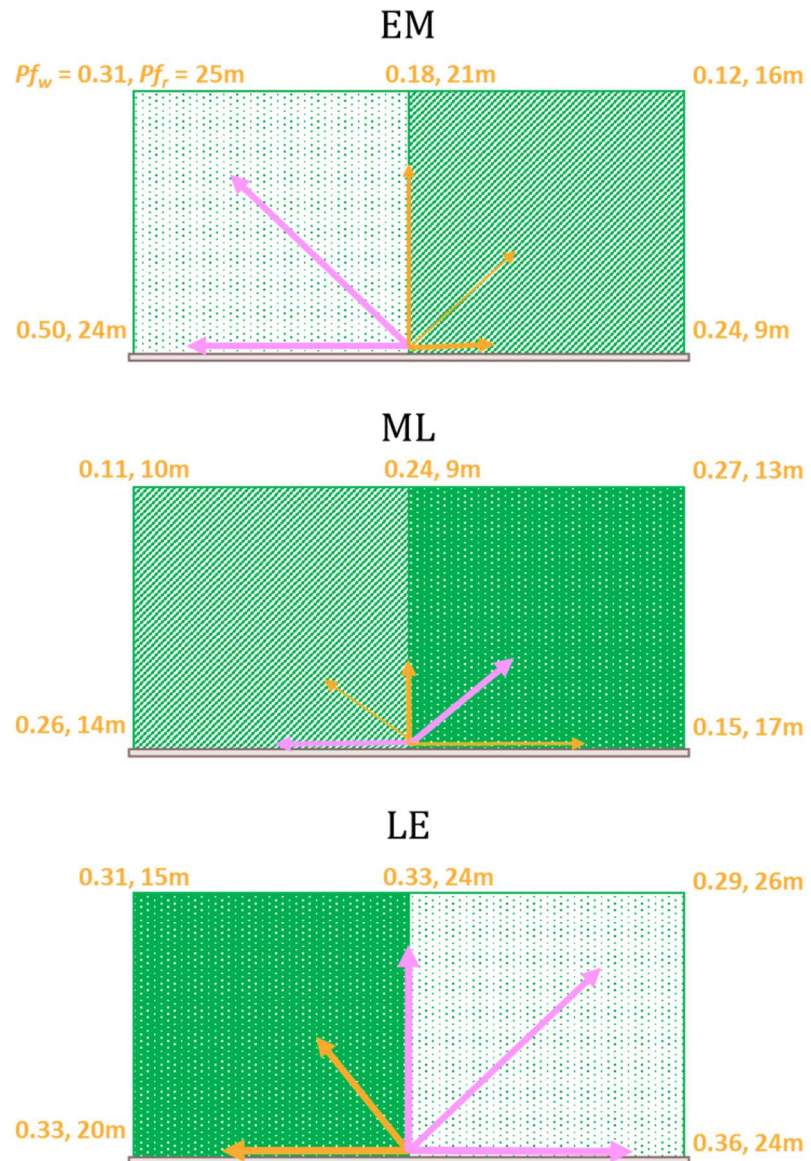 EM
Pf_w = 0.31, Pf_r = 25m 0.18, 21m 0.12, 16m
0.50, 24m 0.24, 9m
ML
0.11, 10m 0.24, 9m 0.27, 13m
0.26, 14m 0.15, 17m
LE
0.31, 15m 0.33, 24m 0.29, 26m
0.33, 20m 0.36, 24m